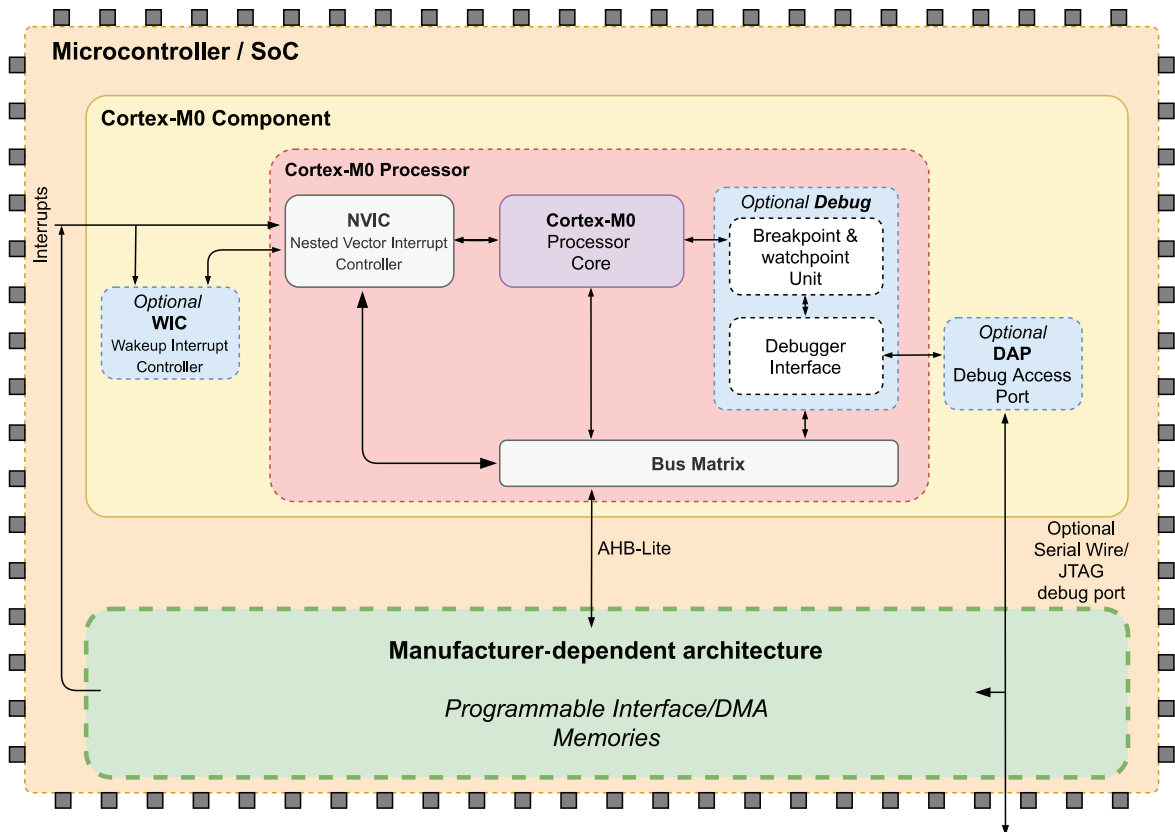 Microcontroller / SoC
Cortex-M0 Component
Cortex-M0 Processor
Interrupts
NVIC
Nested Vector Interrupt
Controller
Cortex-M0
Processor
Core
Optional Debug
Breakpoint &
watchpoint
Unit
Debugger
Interface
Optional
WIC
Wakeup Interrupt
Controller
Optional
DAP
Debug Access
Port
Bus Matrix
AHB-Lite
Optional
Serial Wire/
JTAG
debug port
Manufacturer-dependent architecture
Programmable Interface/DMA
Memories